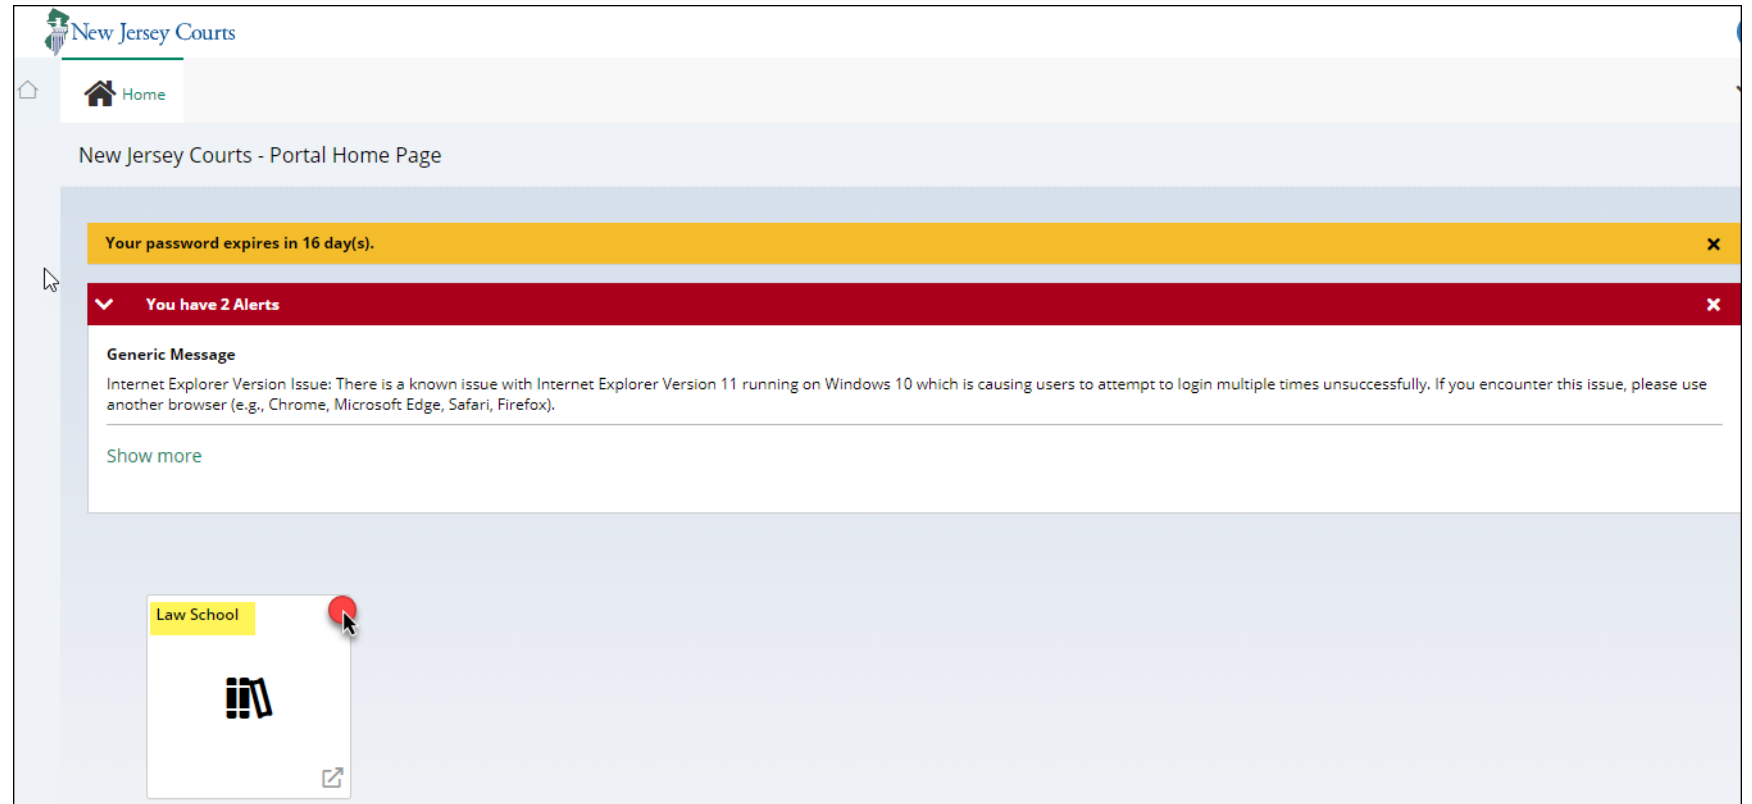 New Jersey Courts
Home
New Jersey Courts - Portal Home Page
Your password expires in 16 day(s).
You have 2 Alerts
Generic Message
Internet Explorer Version Issue: There is a known issue with Internet Explorer Version 11 running on Windows 10 which is causing users to attempt to login multiple times unsuccessfully. If you encounter this issue, please use
another browser (e.g., Chrome, Microsoft Edge, Safari, Firefox).
Show more
Law School